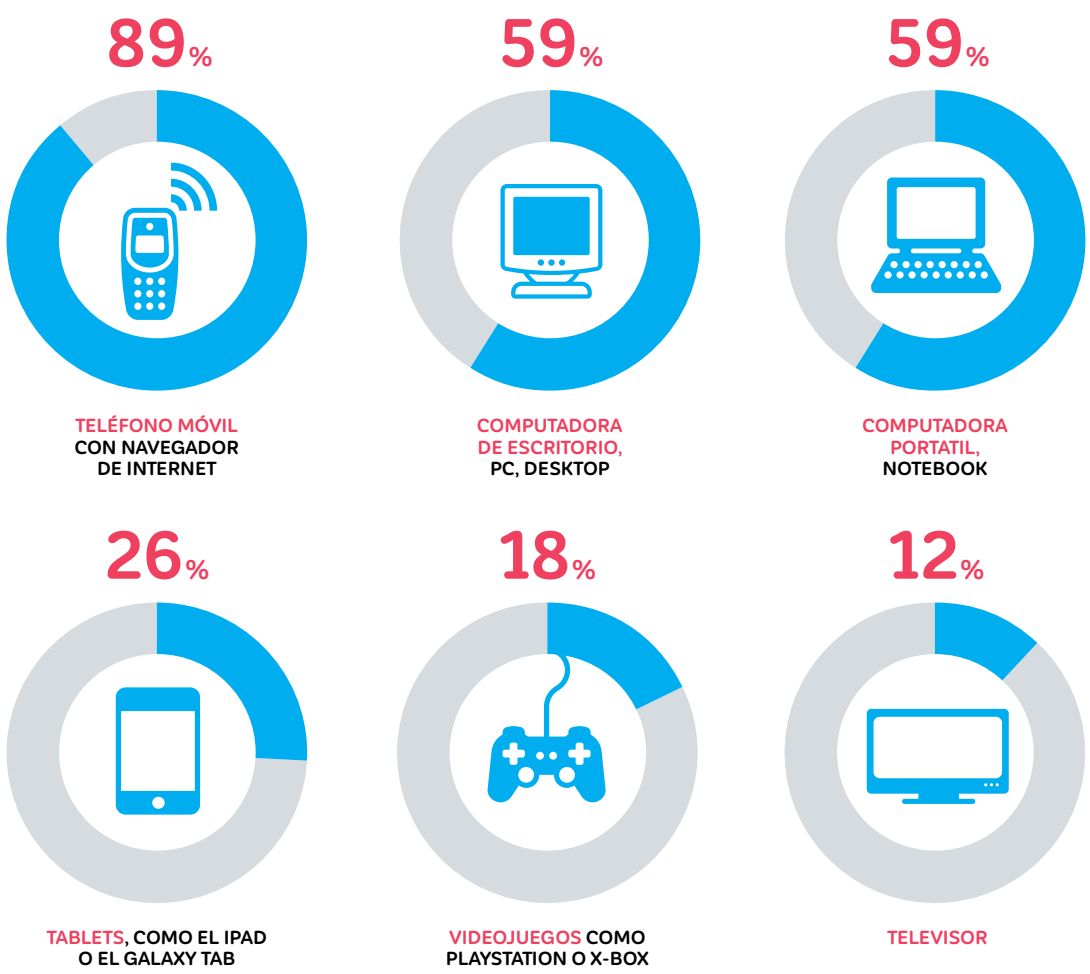 89%
59%
59%
TELÉFONO MÓVIL
CON NAVEGADOR
DE INTERNET
COMPUTADORA
DE ESCRITORIO,
PC, DESKTOP
COMPUTADORA
PORTATIL,
NOTEBOOK
26%
18%
12%
TABLETS, COMO EL IPAD
O EL GALAXY TAB
VIDEOJUEGOS COMO
PLAYSTATION O X-BOX
TELEVISOR